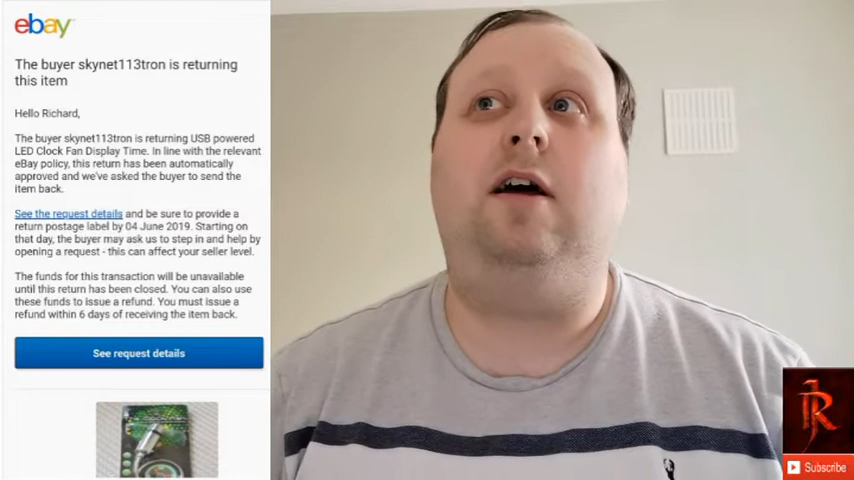 ebay
The buyer skynet113tron is returning
this item
Hello Richard,
The buyer skynet113tron is returning USB powered
LED Clock Fan Display Time. In line with the relevant
eBay policy, this return has been automatically
approved and we've asked the buyer to send the
item back.
See the request details and be sure to provide a
return postage label by 04 June 2019. Starting on
that day, the buyer may ask us to step in and help by
opening a request - this can affect your seller level.
The funds for this transaction will be unavailable
until this return has been closed. You can also use
these funds to issue a refund. You must issue a
refund within 6 days of receiving the item back.
See request details
Subscribe